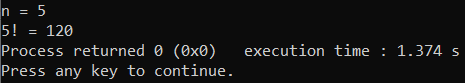 n = 5
5! = 120
Process returned 0 (0x0)   execution time : 1.374 s
Press any key to continue.